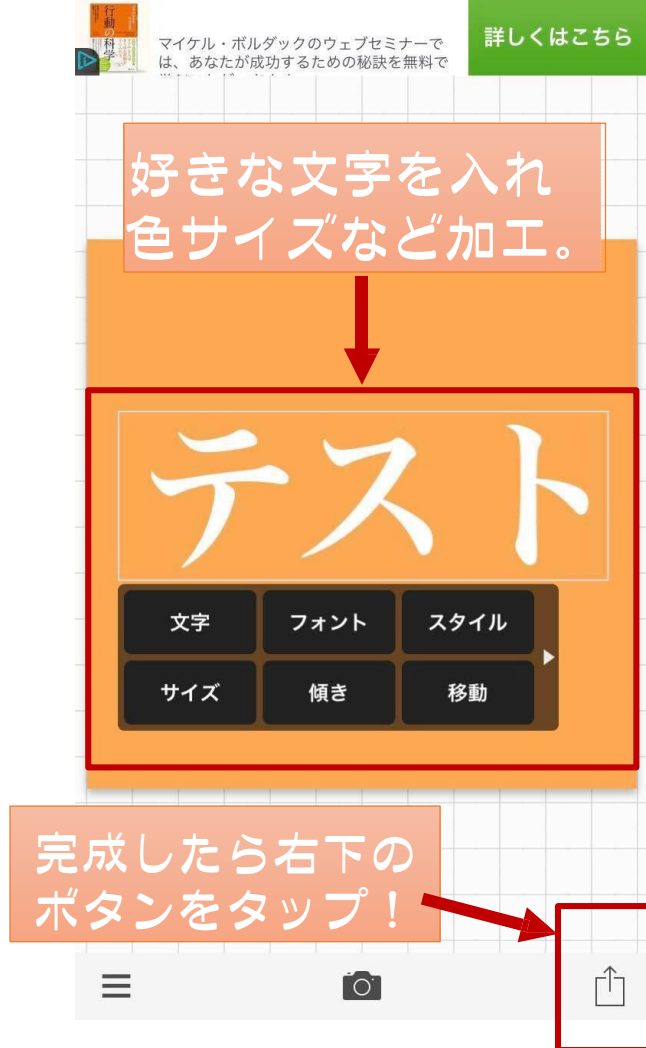 行動の科学
マイケル・ボルダックのウェブセミナーで
は、あなたが成功するための秘訣を無料で
詳しくはこちら
好きな文字を入れ
色サイズなど加工。
テスト
文字
フォント
スタイル
サイズ
傾き
移動
完成したら右下の
ボタンをタップ！